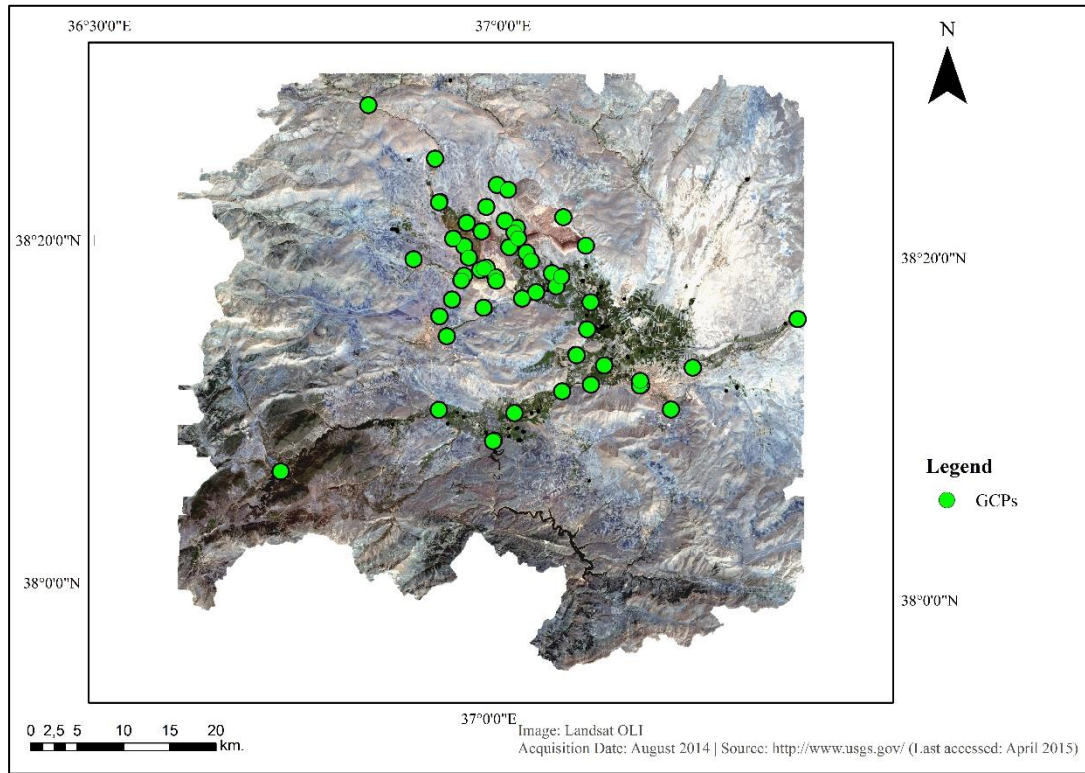 36°30'0"E
37°0'0"E
N
38°20'0"N
38°20'0"N
Legend
GCPs
38°0'0"N
38°0'0"N
37°0'0"E
0 2,5 5 10 15 20
km.
Image: Landsat OLI
Acquisition Date: August 2014 | Source: http://www.usgs.gov/ (Last accessed: April 2015)